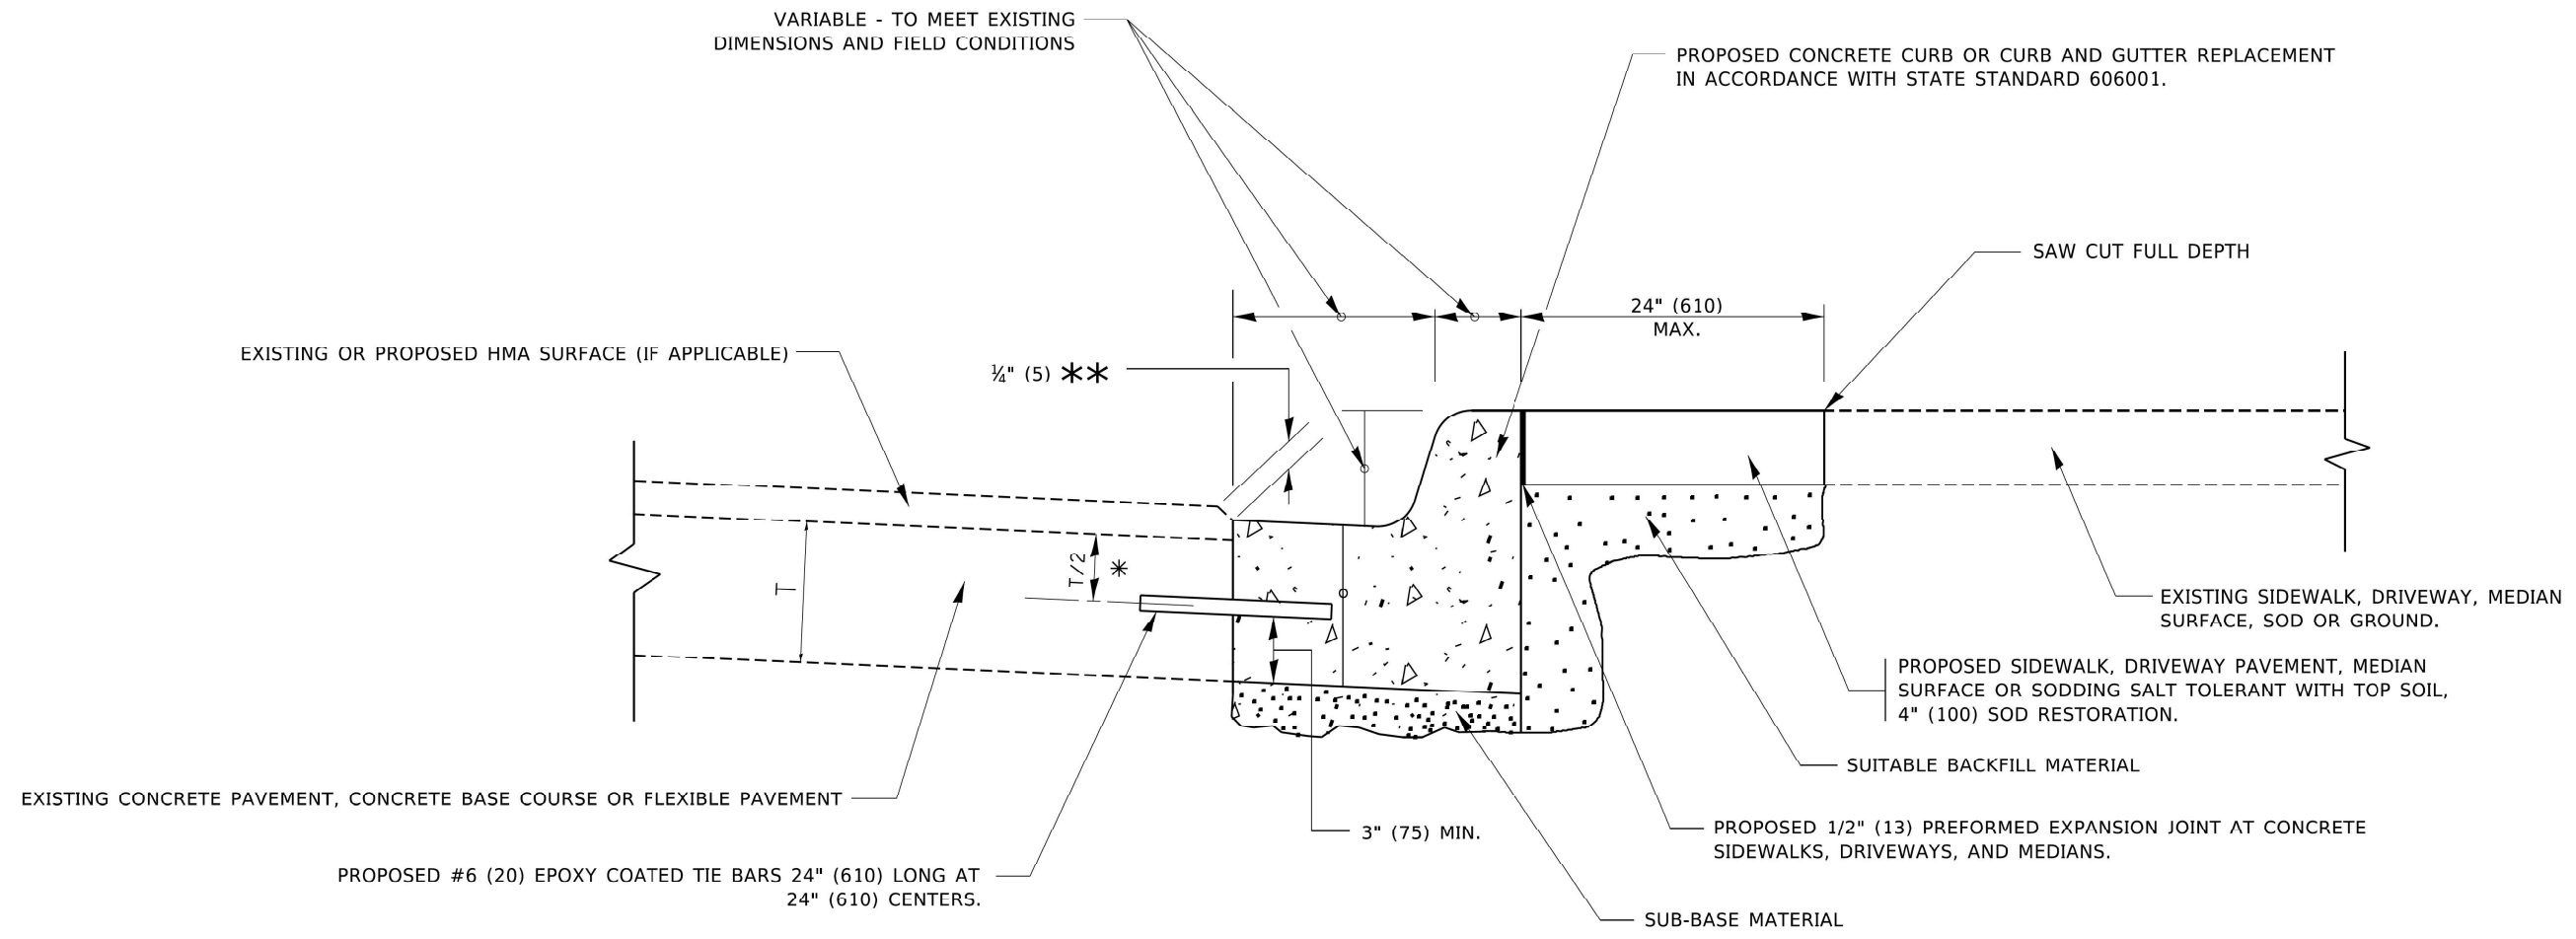 VARIABLE - TO MEET EXISTING
DIMENSIONS AND FIELD CONDITIONS
PROPOSED CONCRETE CURB OR CURB AND GUTTER REPLACEMENT
IN ACCORDANCE WITH STATE STANDARD 606001.
SAW CUT FULL DEPTH
24" (610)
MAX.
EXISTING OR PROPOSED HMA SURFACE (IF APPLICABLE)
¼" (5) **
T
T/2 *
EXISTING SIDEWALK, DRIVEWAY, MEDIAN
SURFACE, SOD OR GROUND.
PROPOSED SIDEWALK, DRIVEWAY PAVEMENT, MEDIAN
SURFACE OR SODDING SALT TOLERANT WITH TOP SOIL,
4" (100) SOD RESTORATION.
SUITABLE BACKFILL MATERIAL
EXISTING CONCRETE PAVEMENT, CONCRETE BASE COURSE OR FLEXIBLE PAVEMENT
3" (75) MIN.
PROPOSED 1/2" (13) PREFORMED EXPANSION JOINT AT CONCRETE
SIDEWALKS, DRIVEWAYS, AND MEDIANS.
PROPOSED #6 (20) EPOXY COATED TIE BARS 24" (610) LONG AT
24" (610) CENTERS.
SUB-BASE MATERIAL